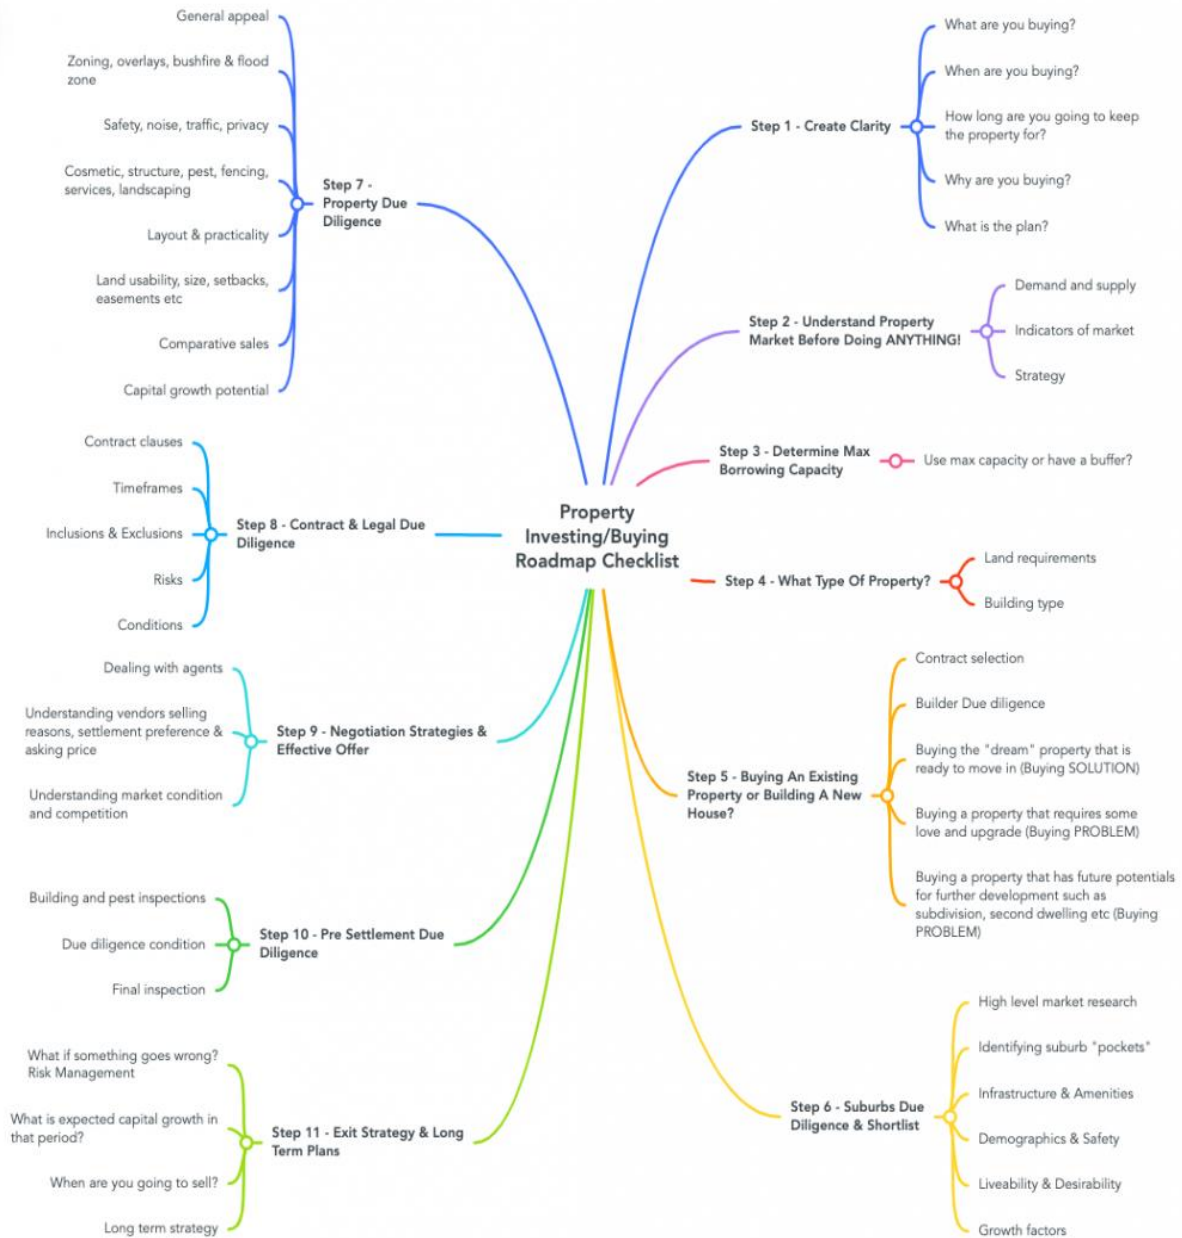 Property
Investing/Buying
Roadmap Checklist
Step 1 - Create Clarity
What are you buying?
When are you buying?
How long are you going to keep
the property for?
Why are you buying?
What is the plan?
Step 2 - Understand Property
Market Before Doing ANYTHING!
Demand and supply
Indicators of market
Strategy
Step 3 - Determine Max
Borrowing Capacity
Use max capacity or have a buffer?
Step 4 - What Type Of Property?
Land requirements
Building type
Step 5 - Buying An Existing
Property or Building A New
House?
Contract selection
Builder Due diligence
Buying the "dream" property that is
ready to move in (Buying SOLUTION)
Buying a property that requires some
love and upgrade (Buying PROBLEM)
Buying a property that has future potentials
for further development such as
subdivision, second dwelling etc (Buying
PROBLEM)
Step 6 - Suburbs Due
Diligence & Shortlist
High level market research
Identifying suburb "pockets"
Infrastructure & Amenities
Demographics & Safety
Liveability & Desirability
Growth factors
Step 7 -
Property Due
Diligence
General appeal
Zoning, overlays, bushfire & flood
zone
Safety, noise, traffic, privacy
Cosmetic, structure, pest, fencing,
services, landscaping
Layout & practicality
Land usability, size, setbacks,
easements etc
Comparative sales
Capital growth potential
Step 8 - Contract & Legal Due
Diligence
Contract clauses
Timeframes
Inclusions & Exclusions
Risks
Conditions
Step 9 - Negotiation Strategies &
Effective Offer
Dealing with agents
Understanding vendors selling
reasons, settlement preference &
asking price
Understanding market condition
and competition
Step 10 - Pre Settlement Due
Diligence
Building and pest inspections
Due diligence condition
Final inspection
Step 11 - Exit Strategy & Long
Term Plans
What if something goes wrong?
Risk Management
What is expected capital growth in
that period?
When are you going to sell?
Long term strategy